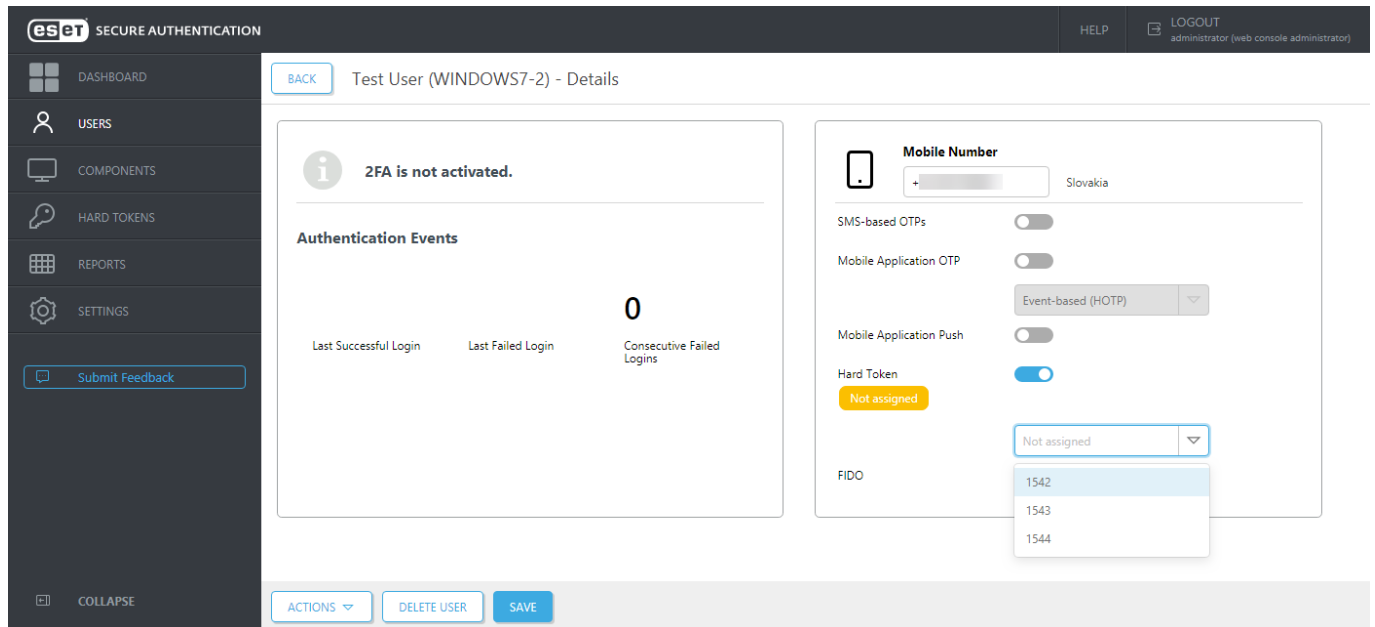 eset SECURE AUTHENTICATION
HELP
LOGOUT
administrator (web console administrator)
DASHBOARD
USERS
COMPONENTS
HARD TOKENS
REPORTS
SETTINGS
Submit Feedback
COLLAPSE
BACK
Test User (WINDOWS7-2) - Details
2FA is not activated.
Authentication Events
0
Last Successful Login
Last Failed Login
Consecutive Failed
Logins
Mobile Number
+
Slovakia
SMS-based OTPs
Mobile Application OTP
Event-based (HOTP)
Mobile Application Push
Hard Token
Not assigned
Not assigned
FIDO
1542
1543
1544
ACTIONS
DELETE USER
SAVE